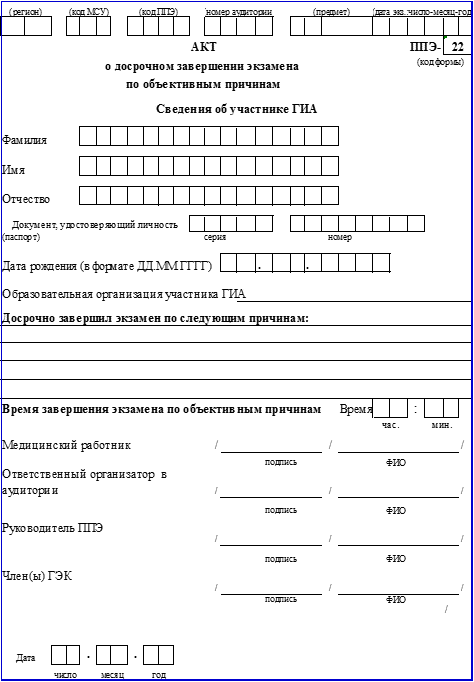 (регион) (код МСУ) (код ППЭ) номер аудитории (предмет) (дата экз.:число-месяц-год
АКТ ППЭ- 22
(код формы)
о досрочном завершении экзамена
по объективным причинам
Сведения об участнике ГИА
Фамилия
Имя
Отчество
Документ, удостоверяющий личность
(паспорт) серия номер
Дата рождения (в формате ДД.ММ.ГГГГ) . .
Образовательная организация участника ГИА
Досрочно завершил экзамен по следующим причинам:
Время завершения экзамена по объективным причинам Время :
час. мин.
Медицинский работник / / /
подпись ФИО
Ответственный организатор в
аудитории / / /
подпись ФИО
Руководитель ППЭ / / /
подпись ФИО
Член(ы) ГЭК
/ / /
подпись ФИО
/
Дата . .
число месяц год